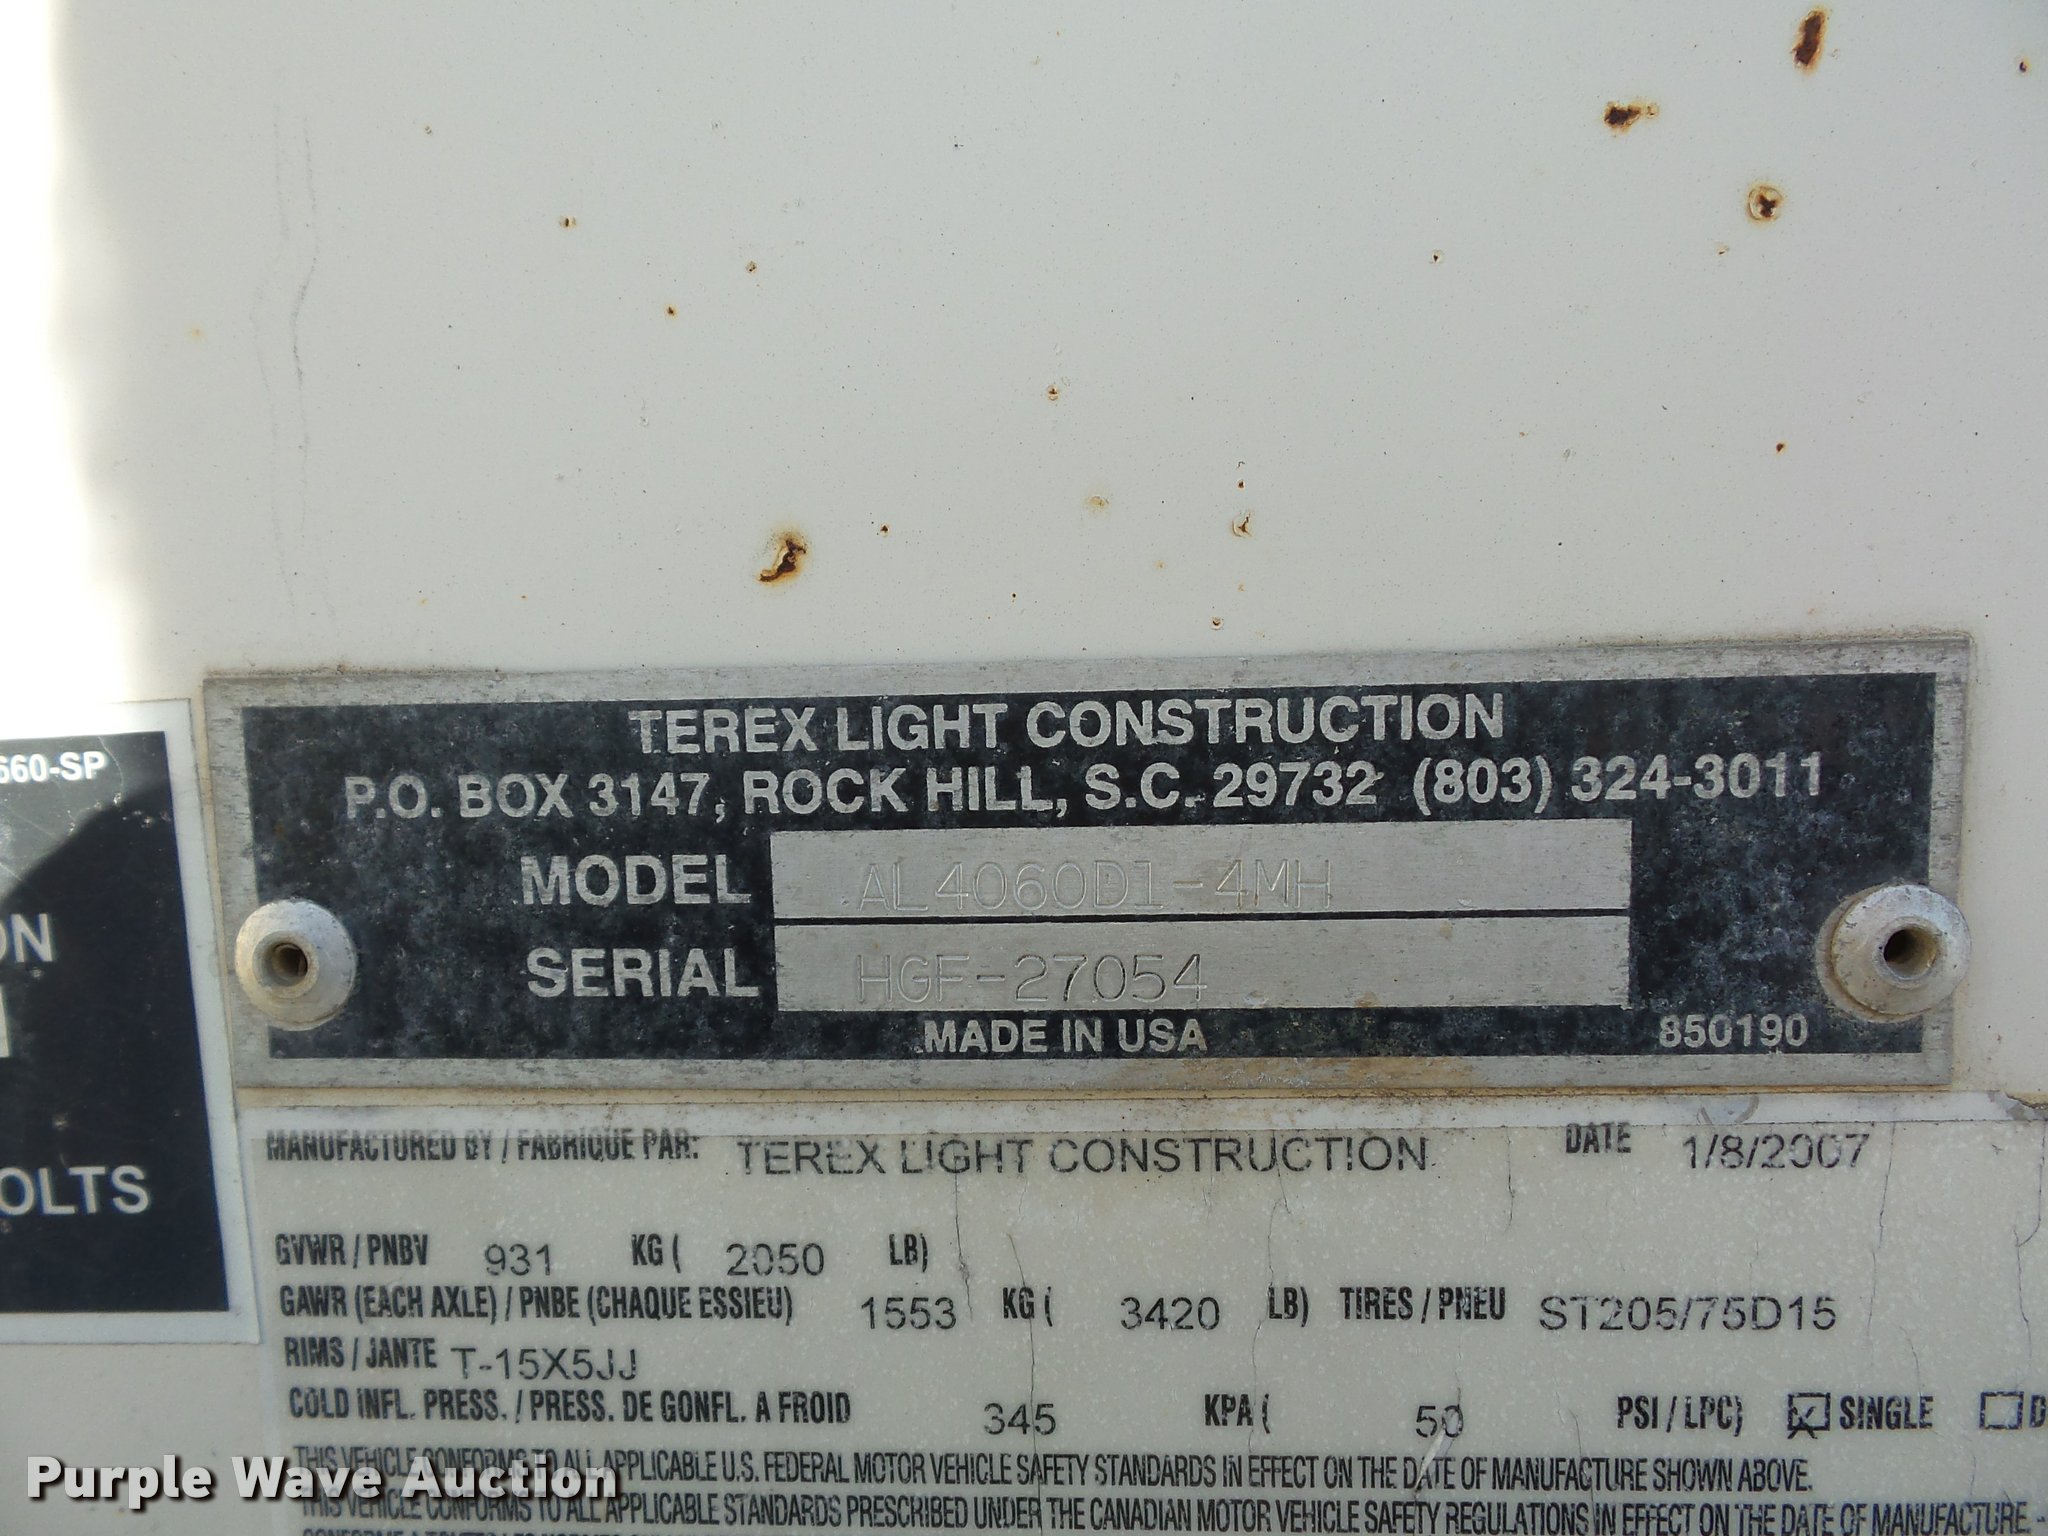 660-SP
ON
OLTS
TEREX LIGHT CONSTRUCTION
P.O. BOX 3147, ROCK HILL, S.C. 29732 (803) 324-3011
MODEL AL4060D1-4MH
SERIAL HGF-27054
MADE IN USA 850190
MANUFACTURED BY / FABRIQUE PAR: TEREX LIGHT CONSTRUCTION DATE 1/8/2007
GVWR / PNBV 931 KG ( 2050 LB)
GAWR (EACH AXLE) / PNBE (CHAQUE ESSIEU) 1553 KG ( 3420 LB) TIRES / PNEU ST205/75D15
RIMS / JANTE T-15X5JJ
COLD INFL. PRESS. / PRESS. DE GONFL. A FROID 345 KPA ( 50 PSI / LPC) SINGLE D
THIS VEHICLE CONFORMS TO ALL APPLICABLE U.S. FEDERAL MOTOR VEHICLE SAFETY STANDARDS IN EFFECT ON THE DATE OF MANUFACTURE SHOWN ABOVE.
THIS VEHICLE CONFORMS TO ALL APPLICABLE STANDARDS PRESCRIBED UNDER THE CANADIAN MOTOR VEHICLE SAFETY REGULATIONS IN EFFECT ON THE DATE OF MANUFACTURE -
Purple Wave Auction